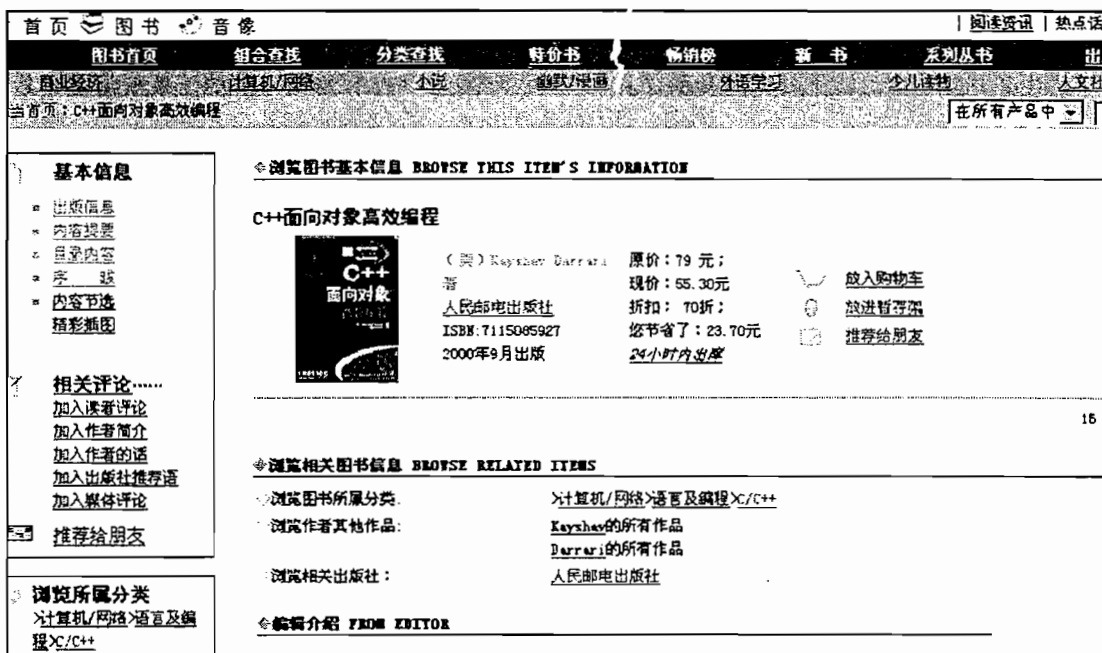 首页 图书 音像 | 阅读资讯 | 热点话
图书首页 组合查找 分类查找 特价书 畅销榜 新 书 系列丛书 出
商业经济 计算机/网络 小说 幽默/漫画 外语学习 少儿读物 人文社
当首页:C++面向对象高效编程 在所有产品中
基本信息
出版信息
内容提要
目录内容
序 跋
内容节选
精彩插图
相关评论……
加入读者评论
加入作者简介
加入作者的话
加入出版社推荐语
加入媒体评论
推荐给朋友
浏览所属分类
>计算机/网络>语言及编
程>C/C++
浏览图书基本信息 BROWSE THIS ITEM'S INFORMATION
C++面向对象高效编程
C++
面向对象
高效编程
(美)Kayshav Darrari
著
人民邮电出版社
ISBN:7115085927
2000年9月出版
原价:79 元;
现价:55.30元
折扣: 70折;
您节省了:23.70元
24小时内出库
放入购物车
放进暂存架
推荐给朋友
15
浏览相关图书信息 BROWSE RELATED ITEMS
浏览图书所属分类: >计算机/网络>语言及编程>C/C++
浏览作者其他作品: Kayshav的所有作品
Darrari的所有作品
浏览相关出版社: 人民邮电出版社
编辑介绍 FROM EDITOR